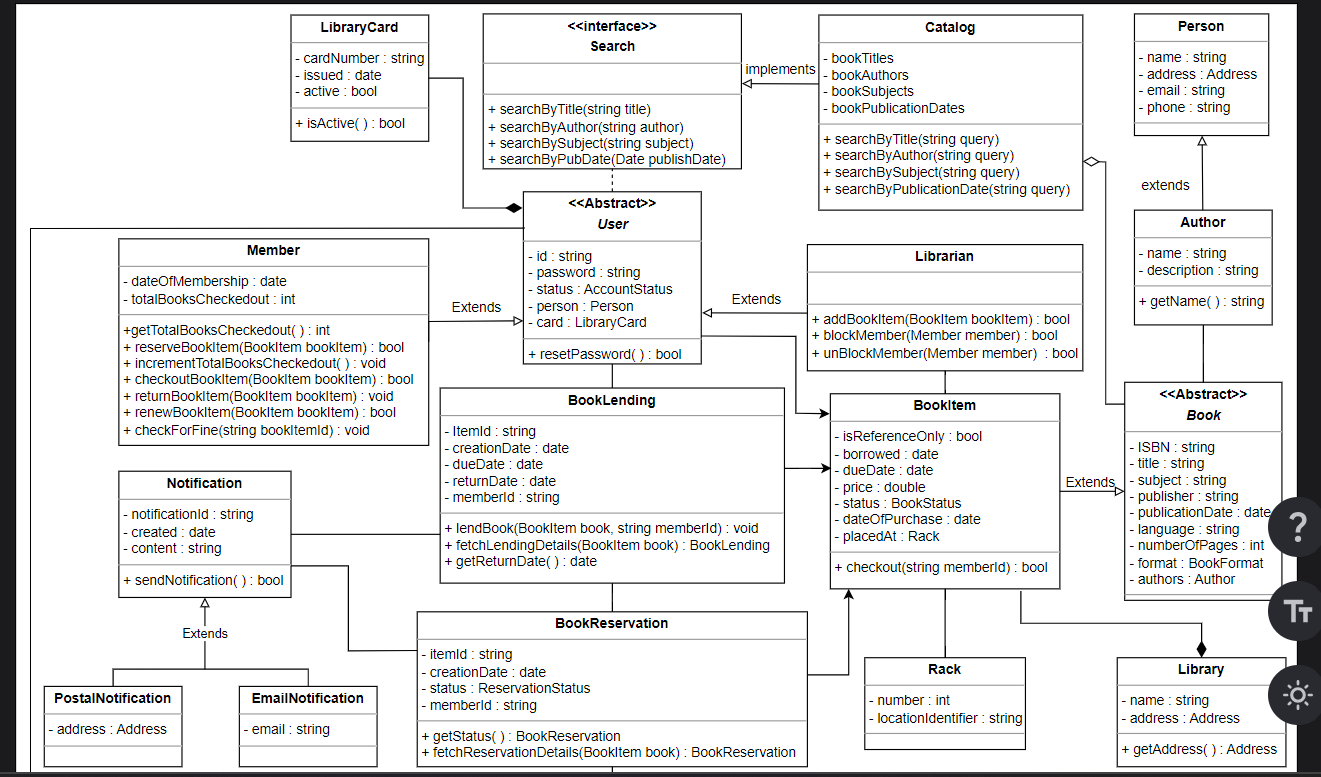 LibraryCard
- cardNumber : string
- issued : date
- active : bool
+ isActive( ) : bool
<<interface>>
Search
+ searchByTitle(string title)
+ searchByAuthor(string author)
+ searchBySubject(string subject)
+ searchByPubDate(Date publishDate)
implements
Catalog
- bookTitles
- bookAuthors
- bookSubjects
- bookPublicationDates
+ searchByTitle(string query)
+ searchByAuthor(string query)
+ searchBySubject(string query)
+ searchByPublicationDate(string query)
Person
- name : string
- address : Address
- email : string
- phone : string
extends
Author
- name : string
- description : string
+ getName( ) : string
<<Abstract>>
User
- id : string
- password : string
- status : AccountStatus
- person : Person
- card : LibraryCard
+ resetPassword( ) : bool
Member
- dateOfMembership : date
- totalBooksCheckedout : int
+getTotalBooksCheckedout( ) : int
+ reserveBookItem(BookItem bookItem) : bool
+ incrementTotalBooksCheckedout( ) : void
+ checkoutBookItem(BookItem bookItem) : bool
+ returnBookItem(BookItem bookItem) : void
+ renewBookItem(BookItem bookItem) : bool
+ checkForFine(string bookItemId) : void
Extends
Extends
Librarian
+ addBookItem(BookItem bookItem) : bool
+ blockMember(Member member) : bool
+ unBlockMember(Member member) : bool
BookLending
- ItemId : string
- creationDate : date
- dueDate : date
- returnDate : date
- memberId : string
+ lendBook(BookItem book, string memberId) : void
+ fetchLendingDetails(BookItem book) : BookLending
+ getReturnDate( ) : date
BookItem
- isReferenceOnly : bool
- borrowed : date
- dueDate : date
- price : double
- status : BookStatus
- dateOfPurchase : date
- placedAt : Rack
+ checkout(string memberId) : bool
Extends
<<Abstract>>
Book
- ISBN : string
- title : string
- subject : string
- publisher : string
- publicationDate : date
- language : string
- numberOfPages : int
- format : BookFormat
- authors : Author
Notification
- notificationId : string
- created : date
- content : string
+ sendNotification( ) : bool
Extends
PostalNotification
- address : Address
EmailNotification
- email : string
BookReservation
- itemId : string
- creationDate : date
- status : ReservationStatus
- memberId : string
+ getStatus( ) : BookReservation
+ fetchReservationDetails(BookItem book) : BookReservation
Rack
- number : int
- locationIdentifier : string
Library
- name : string
- address : Address
+ getAddress( ) : Address
?
TT